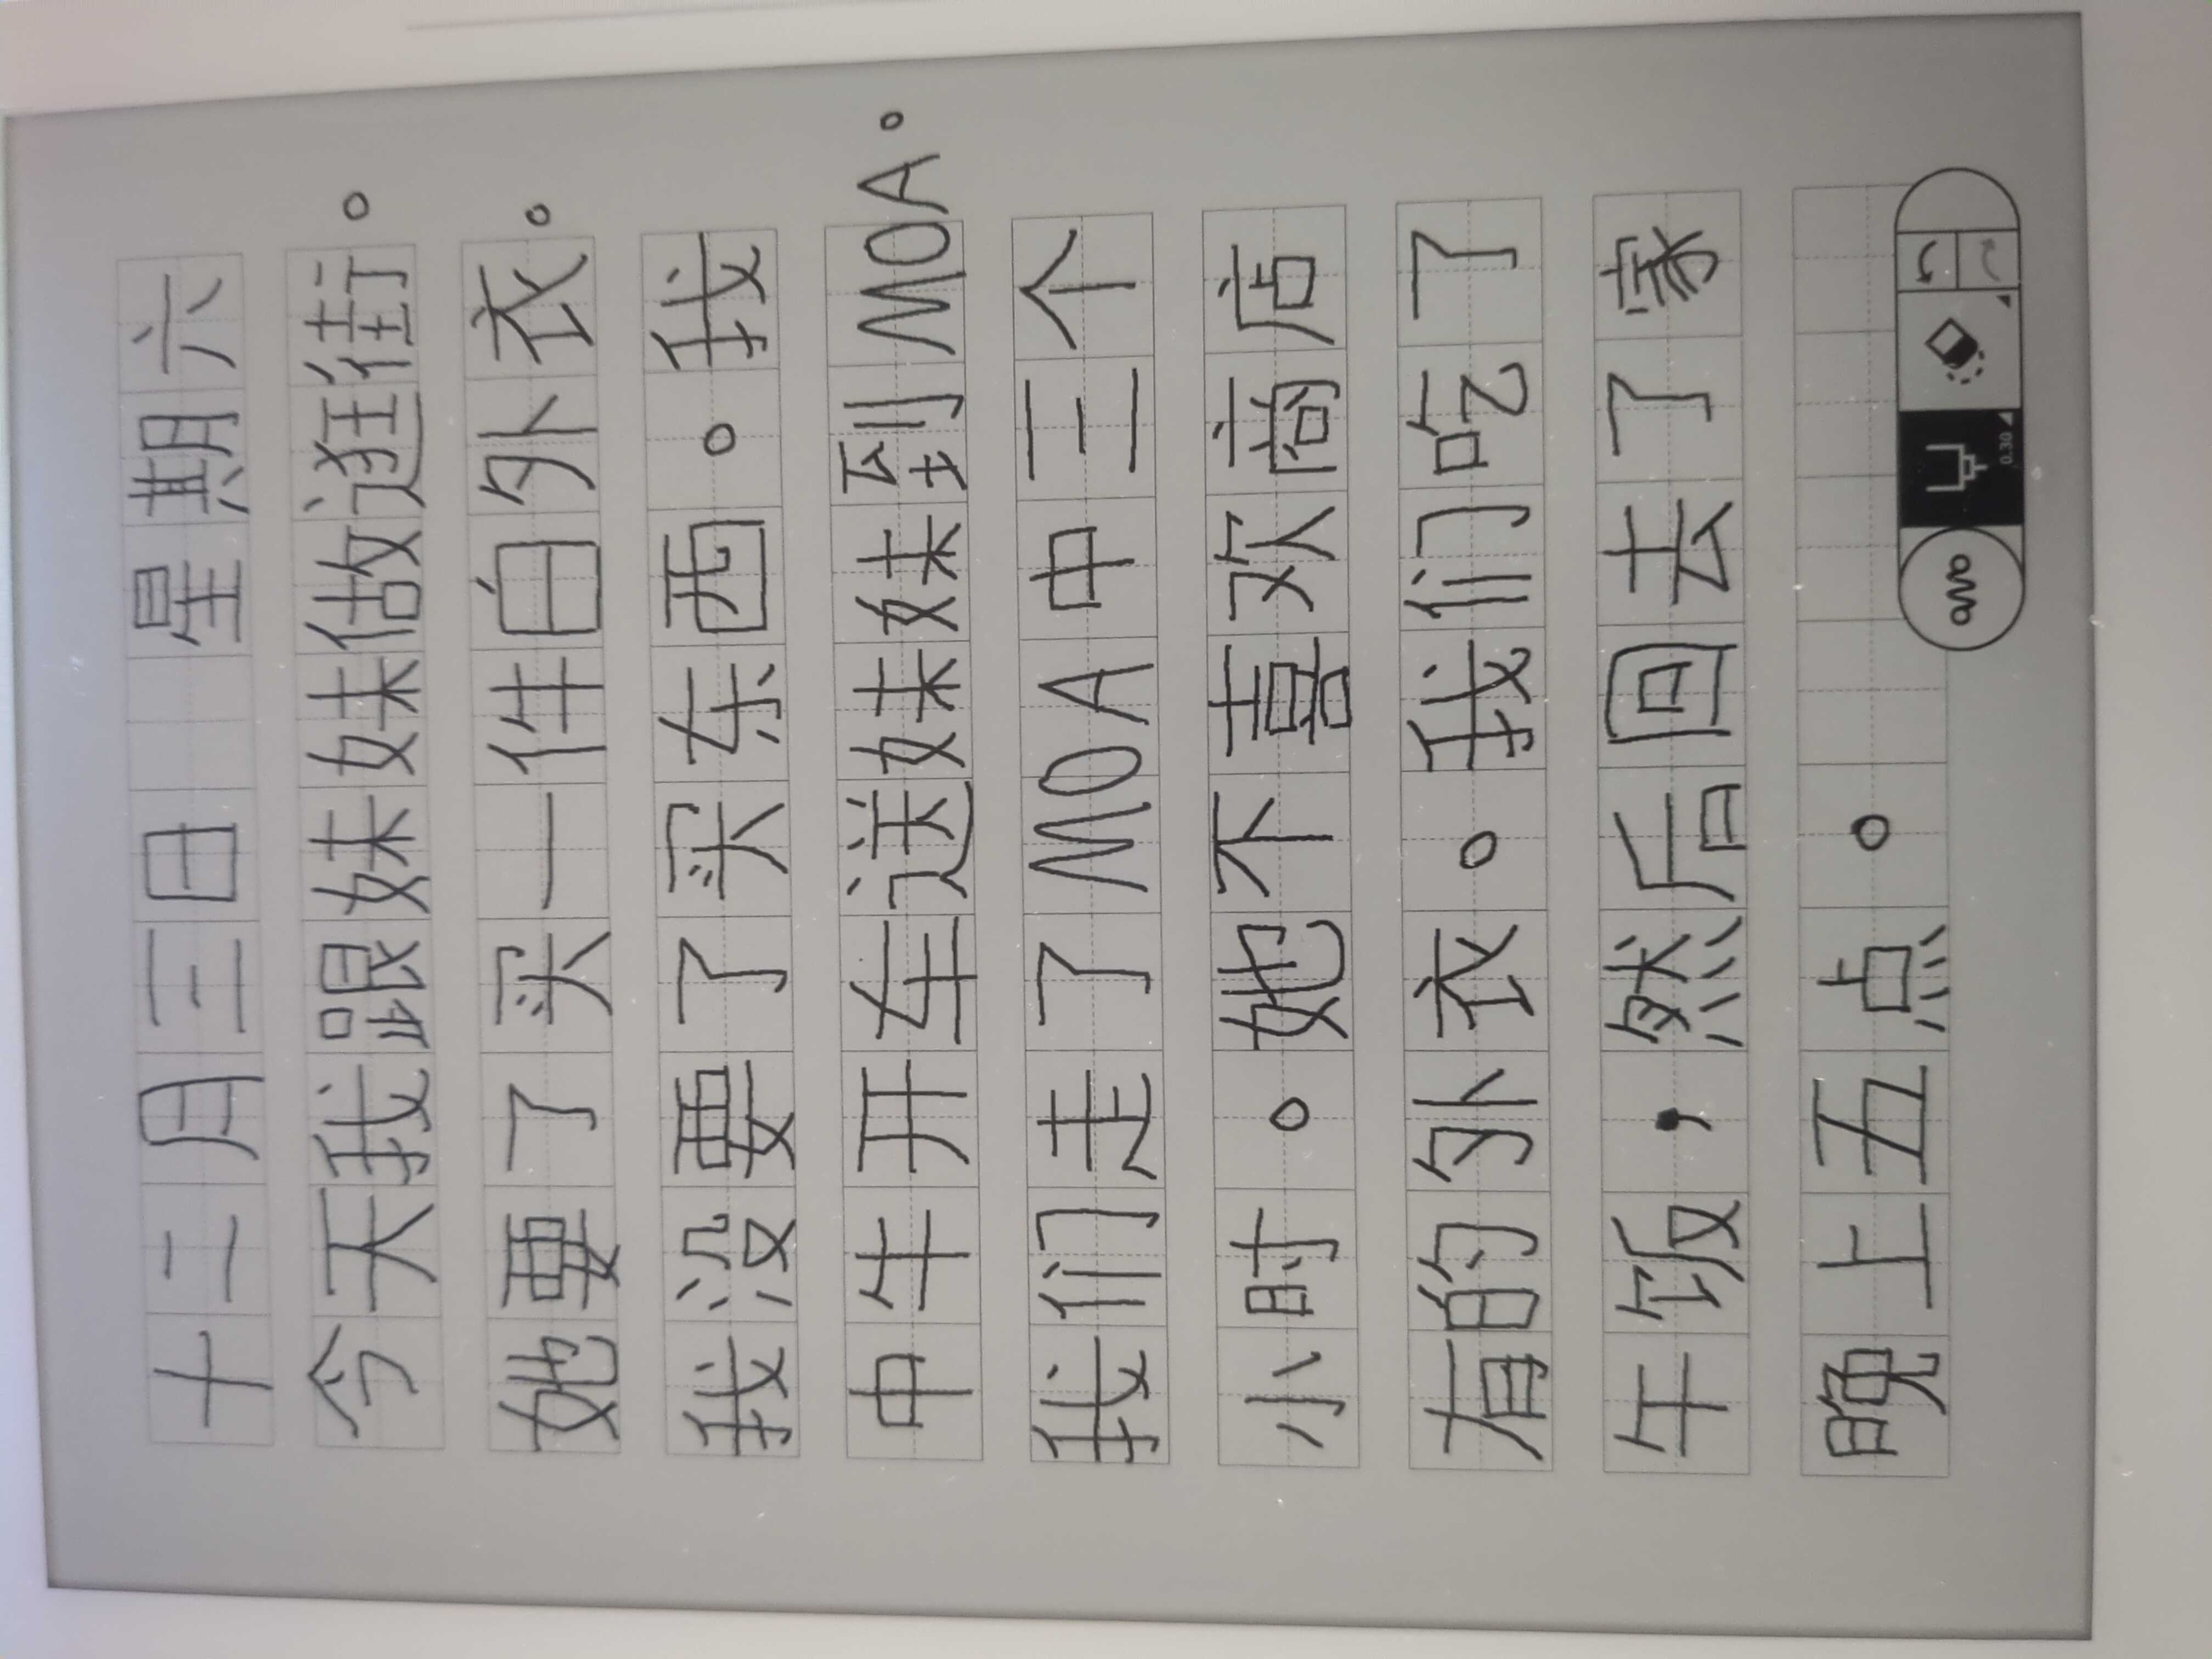 十二月三日 星期六
今天我跟妹妹做逛街。
她要了买一件白外衣。
我没要了买东西。我
中午开车送妹妹到MOA。
我们走了MOA中三个
小时。她不喜欢商店
有的外衣。我们吃了
午饭，然后回去了家
晚上五点。
0.30